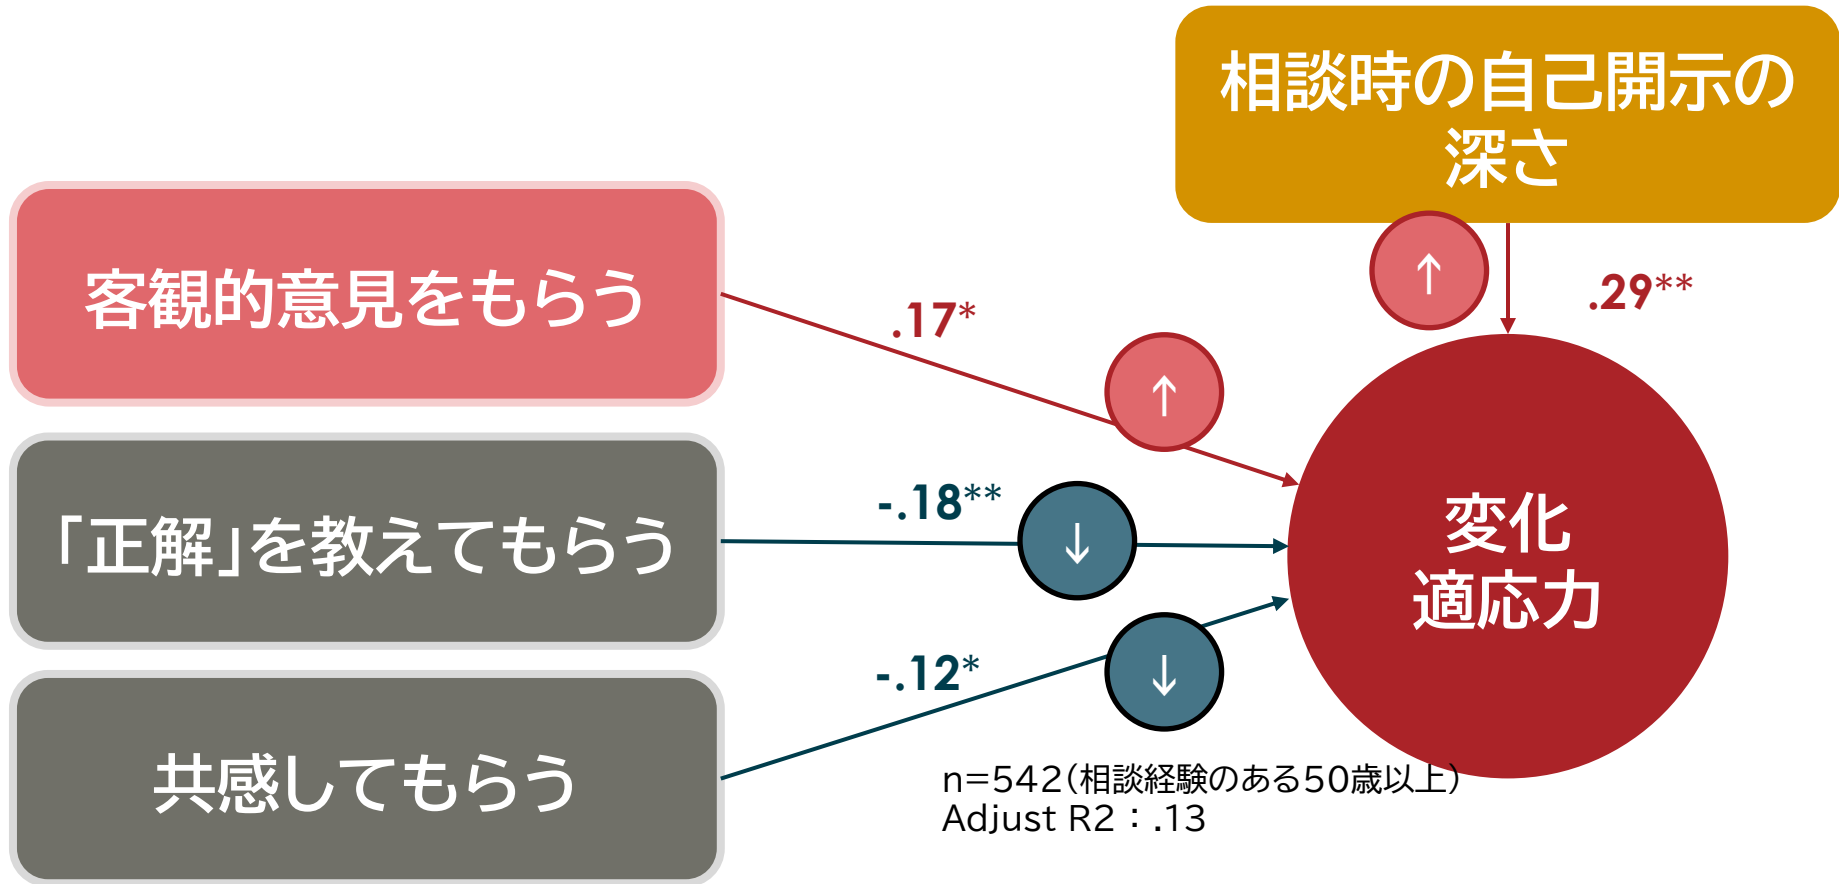 相談時の自己開示の
深さ
客観的意見をもらう
.17*
↑
↑
.29**
「正解」を教えてもらう
-.18**
↓
変化
適応力
共感してもらう
-.12*
↓
n=542(相談経験のある50歳以上)
Adjust R2：.13